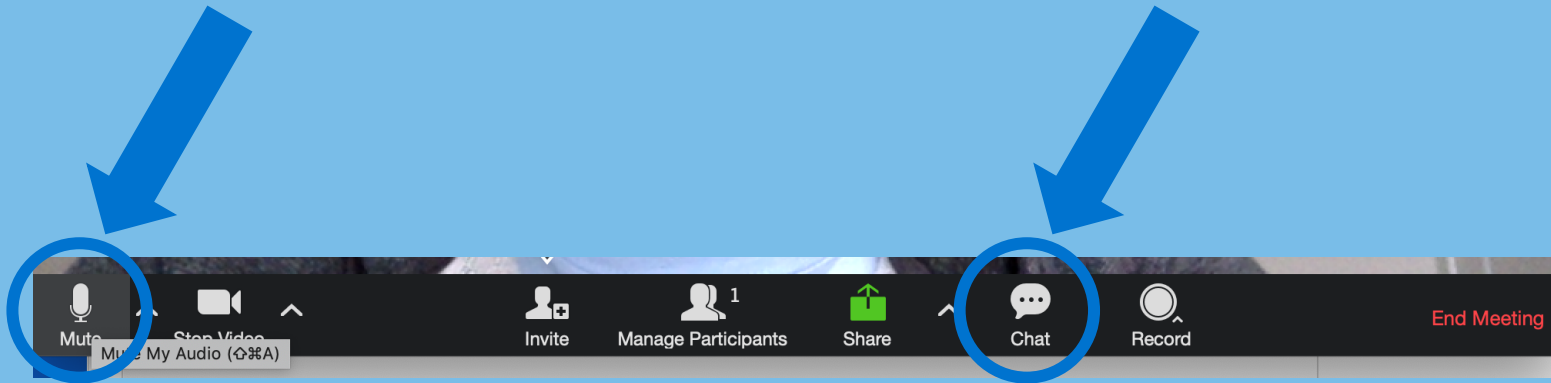 Mute
Stop Video
Invite
Manage Participants
1
Share
Chat
Record
End Meeting
Mute My Audio (⇧⌘A)